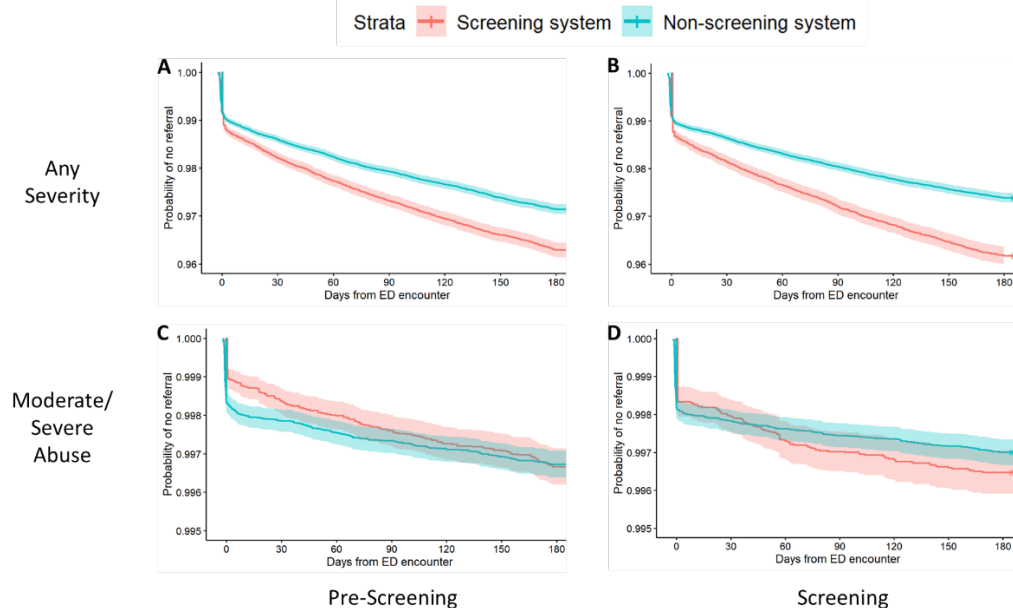 Strata Screening system Non-screening system
A
B
Any
Severity
Probability of no referral
1.00
0.99
0.98
0.97
0.96
0 30 60 90 120 150 180
Days from ED encounter
Probability of no referral
1.00
0.99
0.98
0.97
0.96
0 30 60 90 120 150 180
Days from ED encounter
C
D
Moderate/
Severe
Abuse
Probability of no referral
1.000
0.999
0.998
0.997
0.996
0.995
0 30 60 90 120 150 180
Days from ED encounter
Probability of no referral
1.000
0.999
0.998
0.997
0.996
0.995
0 30 60 90 120 150 180
Days from ED encounter
Pre-Screening
Screening